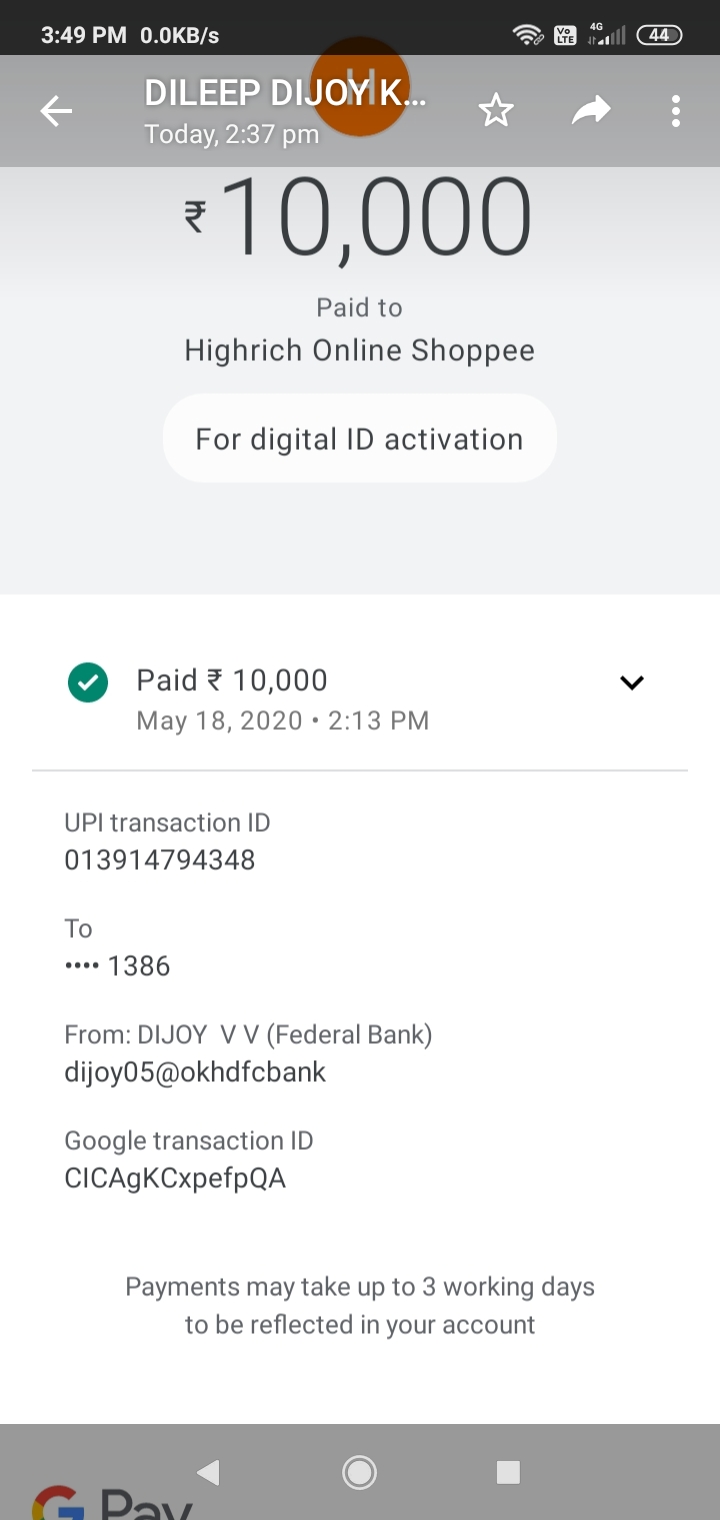 3:49 PM 0.0KB/s Vo LTE 4G 44
DILEEP DIJOY K...
Today, 2:37 pm
H
₹10,000
Paid to
Highrich Online Shoppee
For digital ID activation
Paid ₹ 10,000
May 18, 2020 • 2:13 PM
UPI transaction ID
013914794348
To
•••• 1386
From: DIJOY V V (Federal Bank)
dijoy05@okhdfcbank
Google transaction ID
CICAgKCxpefpQA
Payments may take up to 3 working days
to be reflected in your account
G Pay